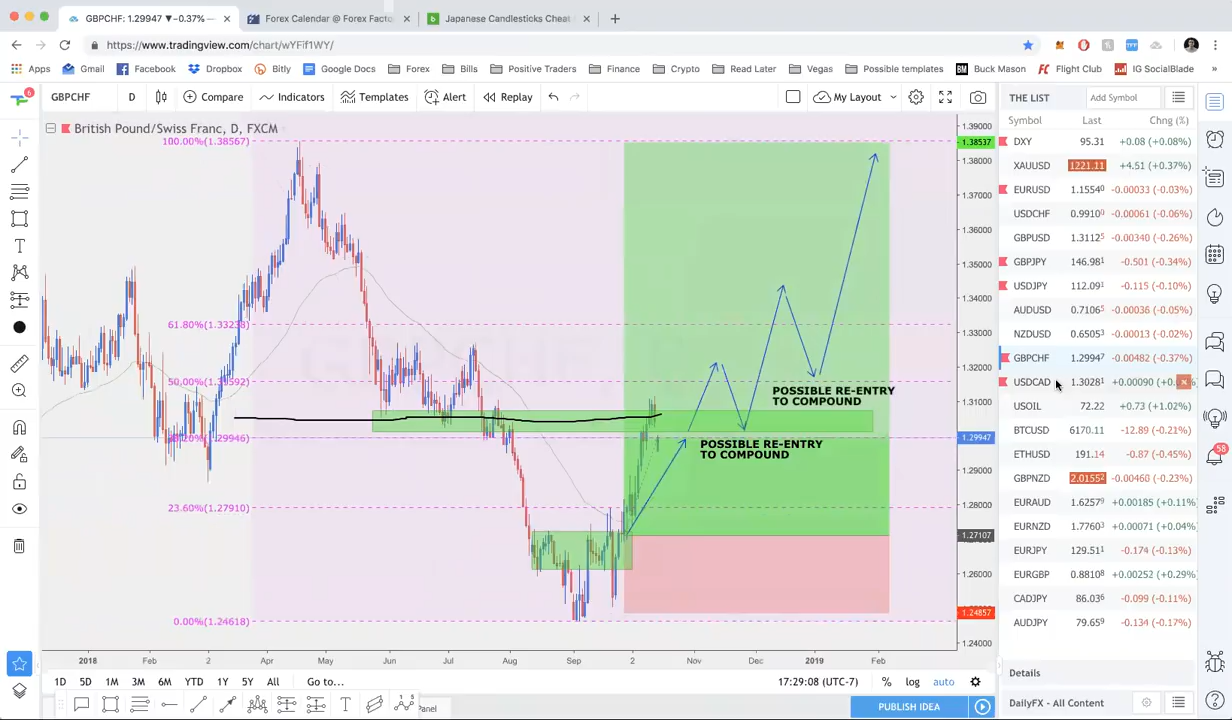 GBPCHF: 1.29947 ▼-0.37%
Forex Calendar @ Forex Facto
Japanese Candlesticks Cheat
https://www.tradingview.com/chart/wYFif1WY/
Apps Gmail Facebook Dropbox Bitly Google Docs Forex Bills Positive Traders Finance Crypto Read Later Vegas Possible templates Buck Mason Flight Club IG SocialBlade »
GBPCHF D Compare Indicators Templates Alert Replay My Layout
British Pound/Swiss Franc, D, FXCM
100.00%(1.38567)
61.80%(1.33238)
50.00%(1.31592)
(1.29946)
23.60%(1.27910)
0.00%(1.24618)
POSSIBLE RE-ENTRY
TO COMPOUND
POSSIBLE RE-ENTRY
TO COMPOUND
1.39000
1.38537
1.38000
1.37000
1.36000
1.35000
1.34000
1.33000
1.32000
1.31000
1.29947
1.29000
1.28000
1.27107
1.26000
1.25000
1.24857
1.24000
2018 Feb 2 Apr May Jun Jul Aug Sep 2 Nov Dec 2019 Feb
1D 5D 1M 3M 6M YTD 1Y 5Y All Go to...
17:29:08 (UTC-7) % log auto
Panel
PUBLISH IDEA
THE LIST Add Symbol
Symbol Last Chng (%)
DXY 95.31 +0.08 (+0.08%)
XAUUSD 1221.11 +4.51 (+0.37%)
EURUSD 1.15540 -0.00033 (-0.03%)
USDCHF 0.99100 -0.00061 (-0.06%)
GBPUSD 1.31125 -0.00340 (-0.26%)
GBPJPY 146.981 -0.501 (-0.34%)
USDJPY 112.091 -0.115 (-0.10%)
AUDUSD 0.71065 -0.00036 (-0.05%)
NZDUSD 0.65053 -0.00013 (-0.02%)
GBPCHF 1.29947 -0.00482 (-0.37%)
USDCAD 1.30281 +0.00090
USOIL 72.22 +0.73 (+1.02%)
BTCUSD 6170.11 -12.89 (-0.21%)
ETHUSD 191.14 -0.87 (-0.45%)
GBPNZD 2.01552 -0.00460 (-0.23%)
EURAUD 1.62579 +0.00185 (+0.11%
EURNZD 1.77603 +0.00071 (+0.04%
EURJPY 129.511 -0.174 (-0.13%)
EURGBP 0.88108 +0.00252 (+0.29%
CADJPY 86.036 -0.099 (-0.11%)
AUDJPY 79.659 -0.134 (-0.17%)
Details
DailyFX - All Content
6
58